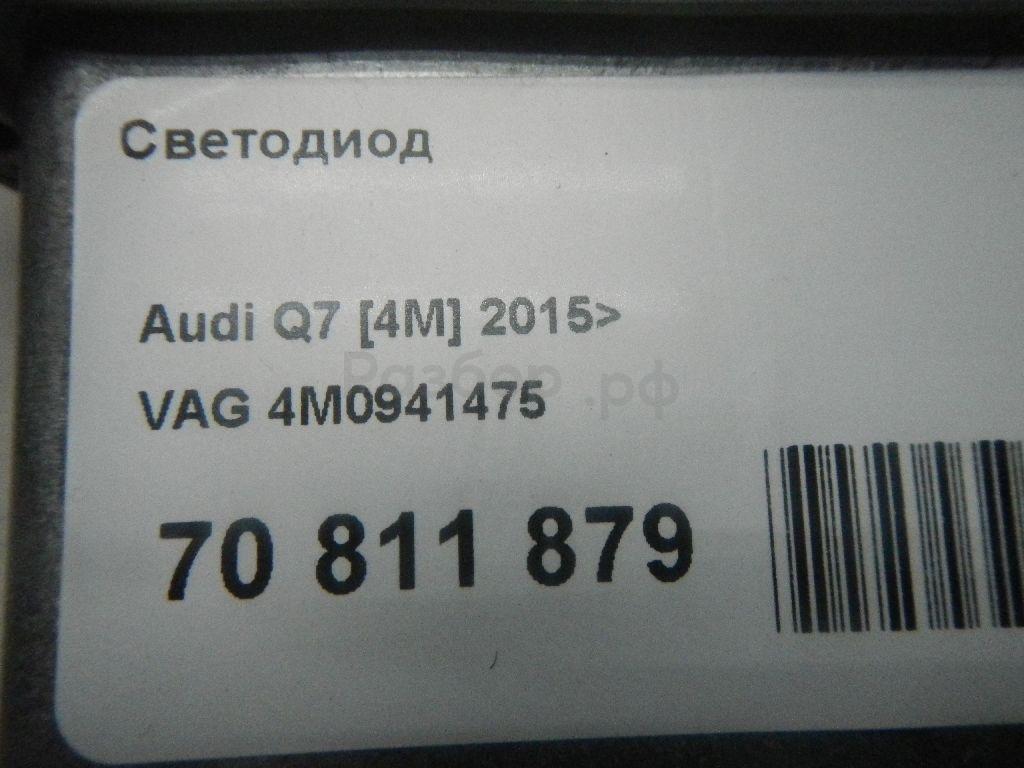 Светодиод
Audi Q7 [4M] 2015>
Разбор.рф
VAG 4M0941475
70 811 879